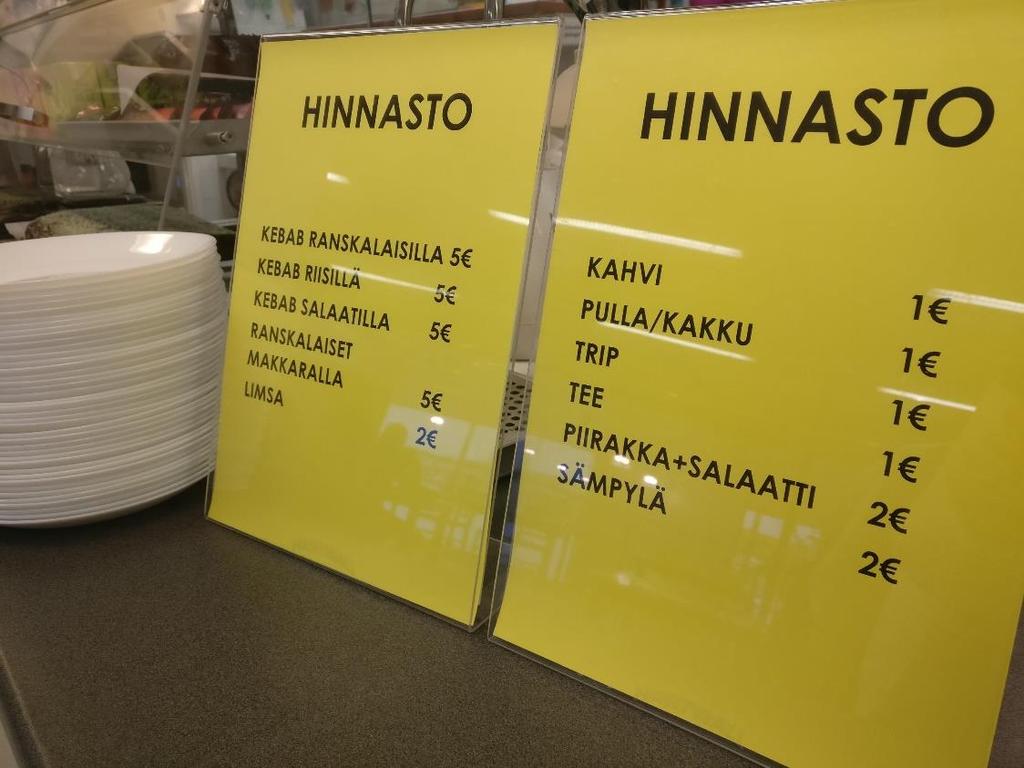 HINNASTO
KEBAB RANSKALAISILLA 5€
KEBAB RIISILLÄ 5€
KEBAB SALAATILLA 5€
RANSKALAISET
MAKKARALLA 5€
LIMSA 2€
HINNASTO
KAHVI 1€
PULLA/KAKKU 1€
TRIP 1€
TEE 1€
PIIRAKKA+SALAATTI 2€
SÄMPYLÄ 2€